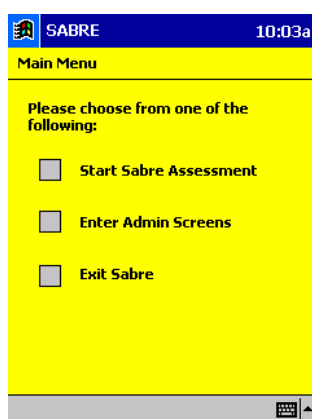 SABRE 10:03a
Main Menu
Please choose from one of the
following:
Start Sabre Assessment
Enter Admin Screens
Exit Sabre